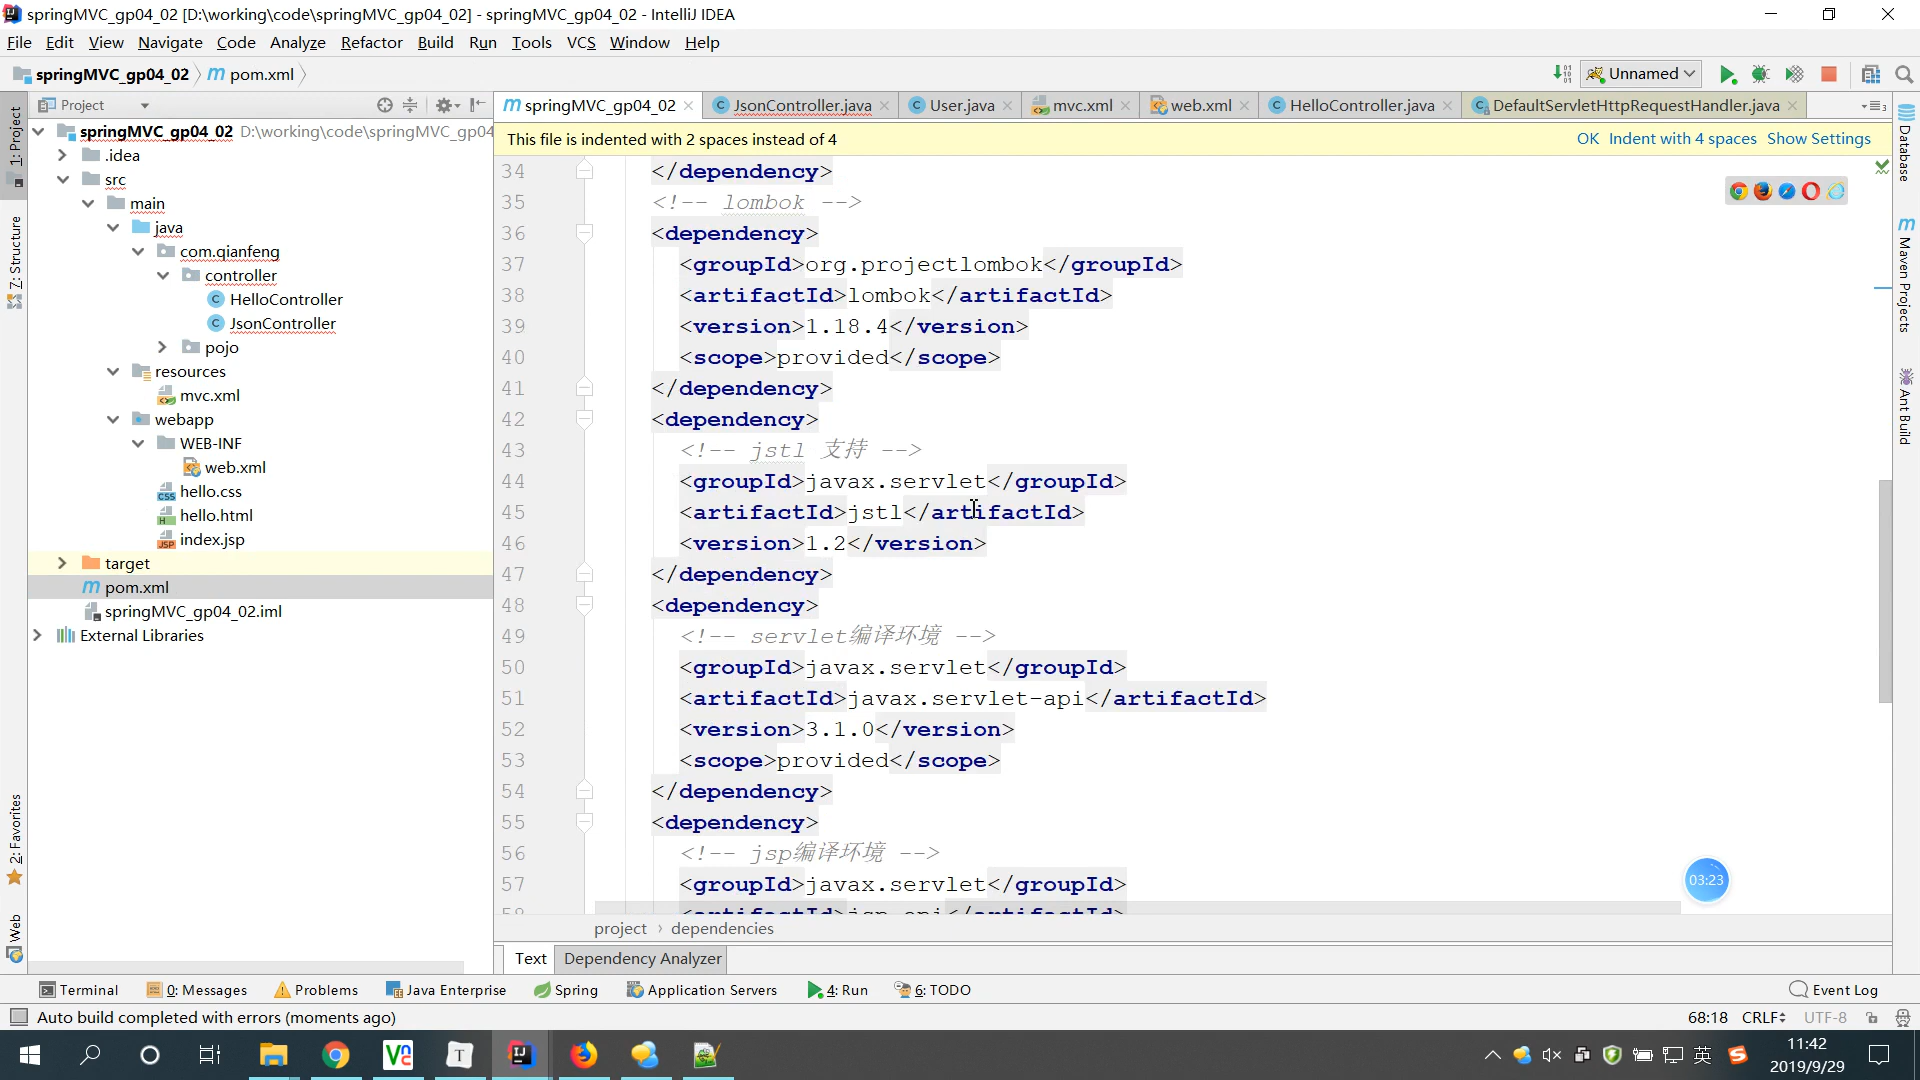 springMVC_gp04_02 [D:\working\code\springMVC_gp04_02] - springMVC_gp04_02 - IntelliJ IDEA
File Edit View Navigate Code Analyze Refactor Build Run Tools VCS Window Help
springMVC_gp04_02 pom.xml
Unnamed
Project
springMVC_gp04_02 JsonController.java User.java mvc.xml web.xml HelloController.java DefaultServletHttpRequestHandler.java
This file is indented with 2 spaces instead of 4
OK Indent with 4 spaces Show Settings
1: Project
7: Structure
2: Favorites
Web
springMVC_gp04_02 D:\working\code\springMVC_gp04
.idea
src
main
java
com.qianfeng
controller
HelloController
JsonController
pojo
resources
mvc.xml
webapp
WEB-INF
web.xml
hello.css
hello.html
index.jsp
target
pom.xml
springMVC_gp04_02.iml
External Libraries
34 </dependency>
35 <!-- lombok -->
36 <dependency>
37 <groupId>org.projectlombok</groupId>
38 <artifactId>lombok</artifactId>
39 <version>1.18.4</version>
40 <scope>provided</scope>
41 </dependency>
42 <dependency>
43 <!-- jstl 支持 -->
44 <groupId>javax.servlet</groupId>
45 <artifactId>jstl</artifactId>
46 <version>1.2</version>
47 </dependency>
48 <dependency>
49 <!-- servlet编译环境 -->
50 <groupId>javax.servlet</groupId>
51 <artifactId>javax.servlet-api</artifactId>
52 <version>3.1.0</version>
53 <scope>provided</scope>
54 </dependency>
55 <dependency>
56 <!-- jsp编译环境 -->
57 <groupId>javax.servlet</groupId>
58 <artifactId>jsp-api</artifactId>
03:23
Database
Maven Projects
Ant Build
project › dependencies
Text Dependency Analyzer
Terminal 0: Messages Problems Java Enterprise Spring Application Servers 4: Run 6: TODO Event Log
Auto build completed with errors (moments ago)
68:18 CRLF UTF-8
英
11:42
2019/9/29